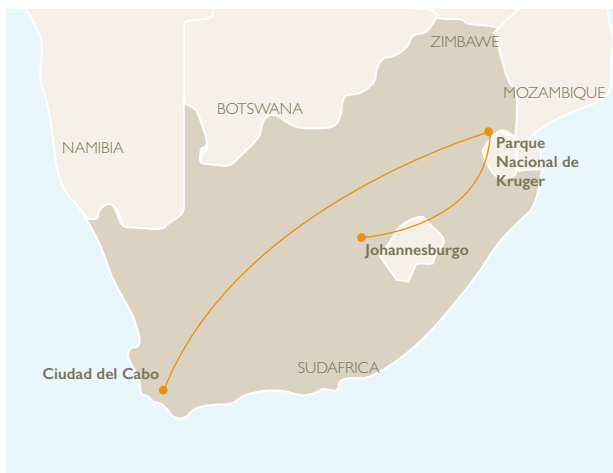 ZIMBAWE
MOZAMBIQUE
BOTSWANA
NAMIBIA
Parque
Nacional de
Kruger
Johannesburgo
SUDAFRICA
Ciudad del Cabo